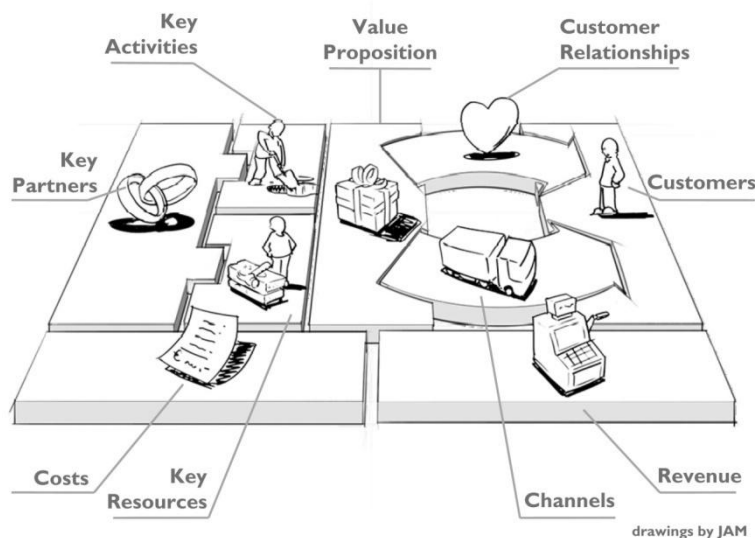 Key
Activities
Value
Proposition
Customer
Relationships
Key
Partners
Customers
Costs
Key
Resources
Channels
Revenue
drawings by JAM